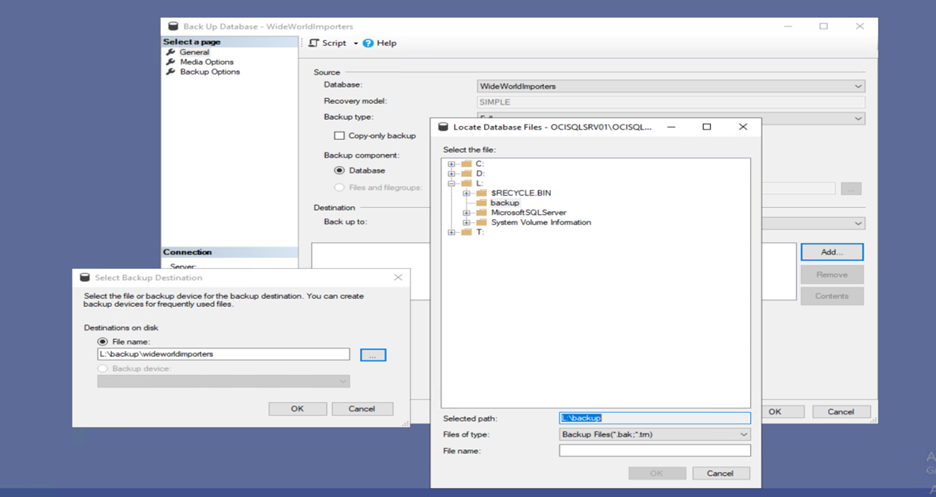 Back Up Database - WideWorldImporters
Select a page
General
Media Options
Backup Options
Script
Help
Source
Database:
WideWorldImporters
Recovery model:
SIMPLE
Backup type:
Copy-only backup
Backup component:
Database
Files and filegroups:
...
Destination
Back up to:
Add...
Remove
Contents
Connection
Server:
OK
Cancel
Locate Database Files - OCISQLSRV01\OCISQL...
Select the file:
C:
D:
L:
$RECYCLE.BIN
backup
MicrosoftSQLServer
System Volume Information
T:
Selected path:
L:\backup
Files of type:
Backup Files(*.bak;*.trn)
File name:
OK
Cancel
Select Backup Destination
Select the file or backup device for the backup destination. You can create
backup devices for frequently used files.
Destinations on disk
File name:
L:\backup\wideworldimporters
...
Backup device:
OK
Cancel